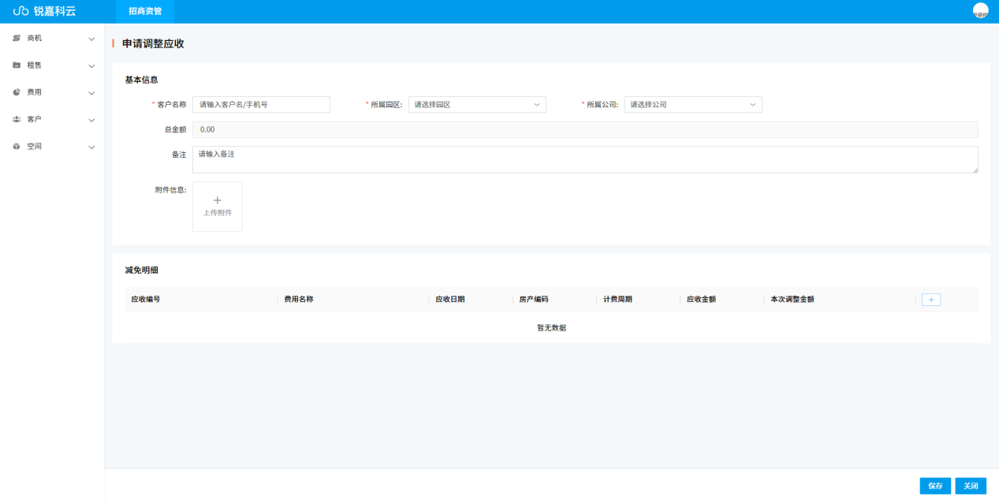 锐嘉科云 招商资管
商机
租售
费用
客户
空间
申请调整应收
基本信息
* 客户名称 请输入客户名/手机号 * 所属园区: 请选择园区 * 所属公司: 请选择公司
总金额 0.00
备注 请输入备注
附件信息:
+
上传附件
减免明细
应收编号 费用名称 应收日期 房产编码 计费周期 应收金额 本次调整金额 +
暂无数据
保存 关闭